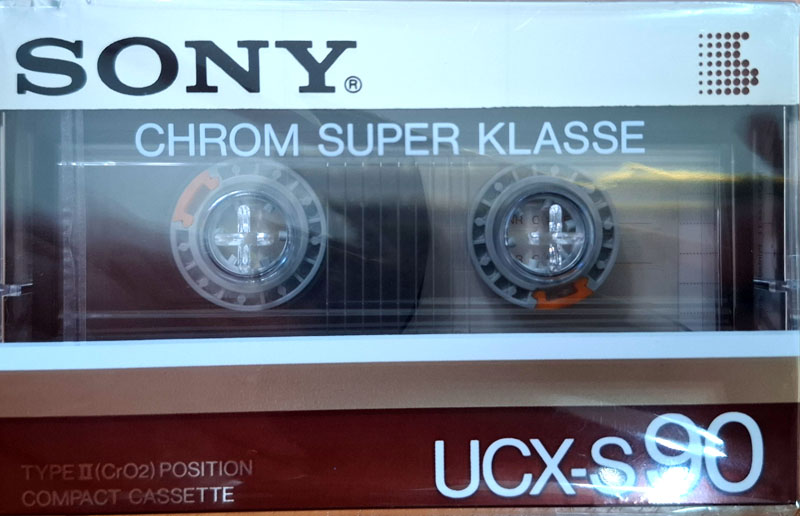 SONY®
CHROM SUPER KLASSE
UCX-S 90
TYPE II (CrO2) POSITION
COMPACT CASSETTE